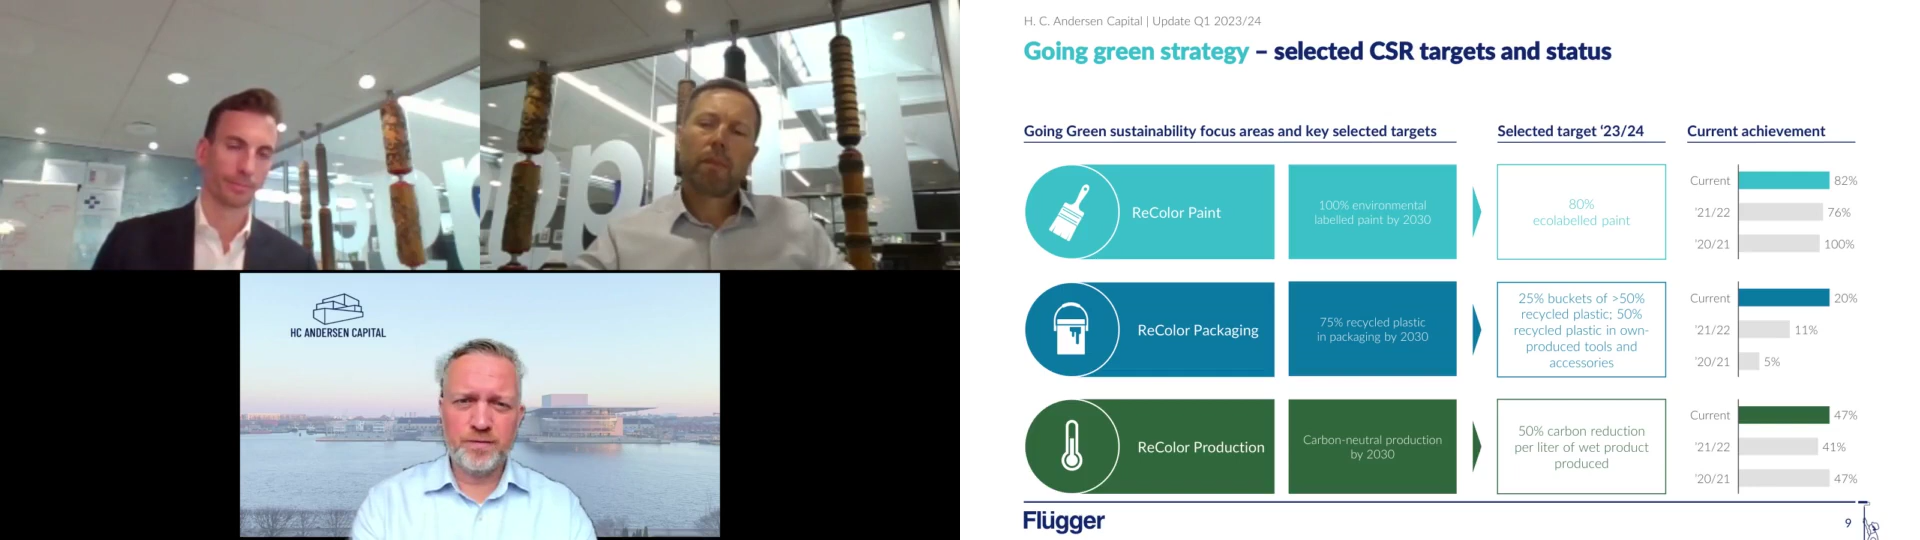 HC ANDERSEN CAPITAL
H. C. Andersen Capital | Update Q1 2023/24
Going green strategy – selected CSR targets and status
Going Green sustainability focus areas and key selected targets
Selected target ‘23/24
Current achievement
ReColor Paint
100% environmental
labelled paint by 2030
80%
ecolabelled paint
Current 82%
'21/22 76%
'20/21 100%
ReColor Packaging
75% recycled plastic
in packaging by 2030
25% buckets of >50%
recycled plastic; 50%
recycled plastic in own-
produced tools and
accessories
Current 20%
'21/22 11%
'20/21 5%
ReColor Production
Carbon-neutral production
by 2030
50% carbon reduction
per liter of wet product
produced
Current 47%
'21/22 41%
'20/21 47%
Flügger
9